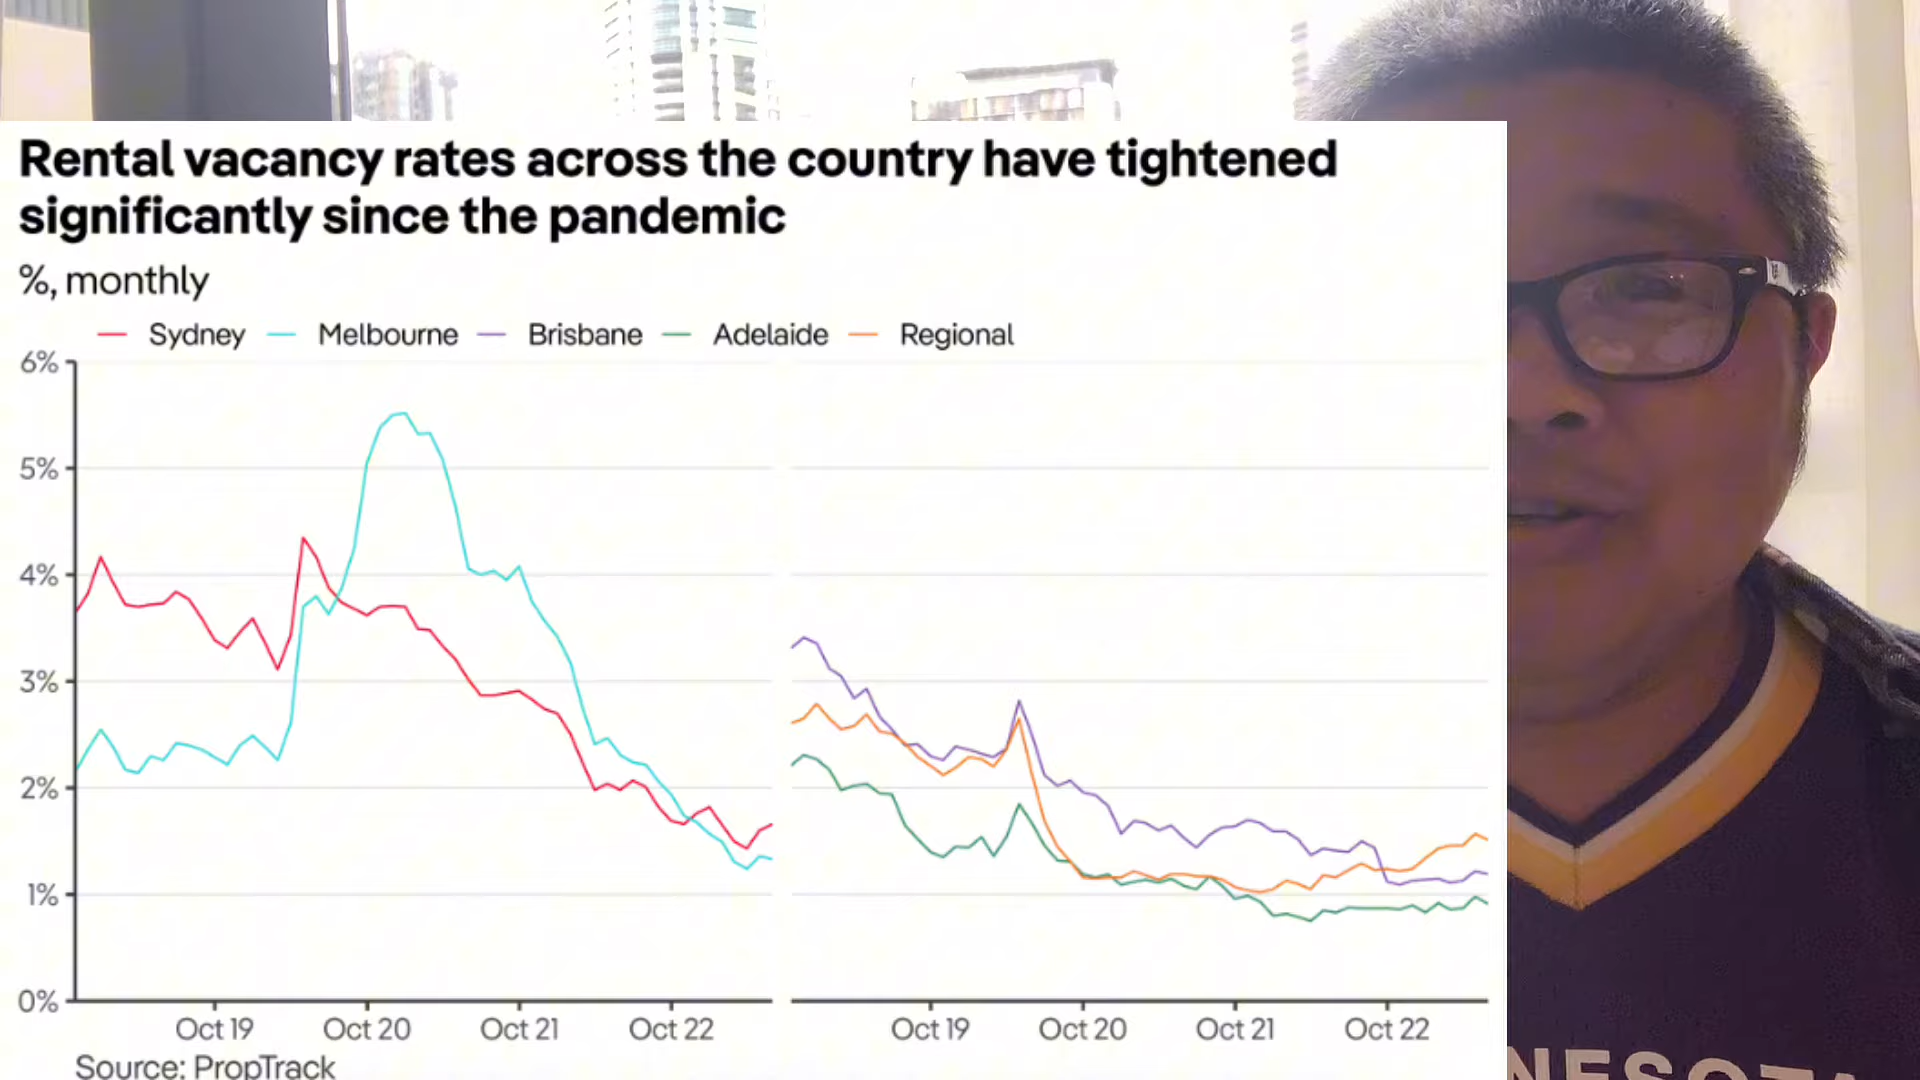 Rental vacancy rates across the country have tightened
significantly since the pandemic
%, monthly
Sydney Melbourne Brisbane Adelaide Regional
6%
5%
4%
3%
2%
1%
0%
Oct 19 Oct 20 Oct 21 Oct 22 Oct 19 Oct 20 Oct 21 Oct 22
Source: PropTrack
NESOTA